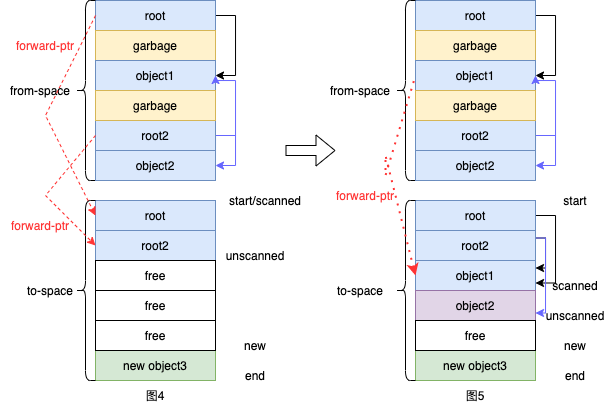 root
forward-ptr
garbage
from-space
object1
garbage
root2
object2
start/scanned
root
forward-ptr
root2
unscanned
free
to-space
free
free
new
new object3
end
图4
root
garbage
from-space
object1
garbage
root2
object2
forward-ptr
start
root
root2
object1
scanned
to-space
object2
unscanned
free
new
new object3
end
图5